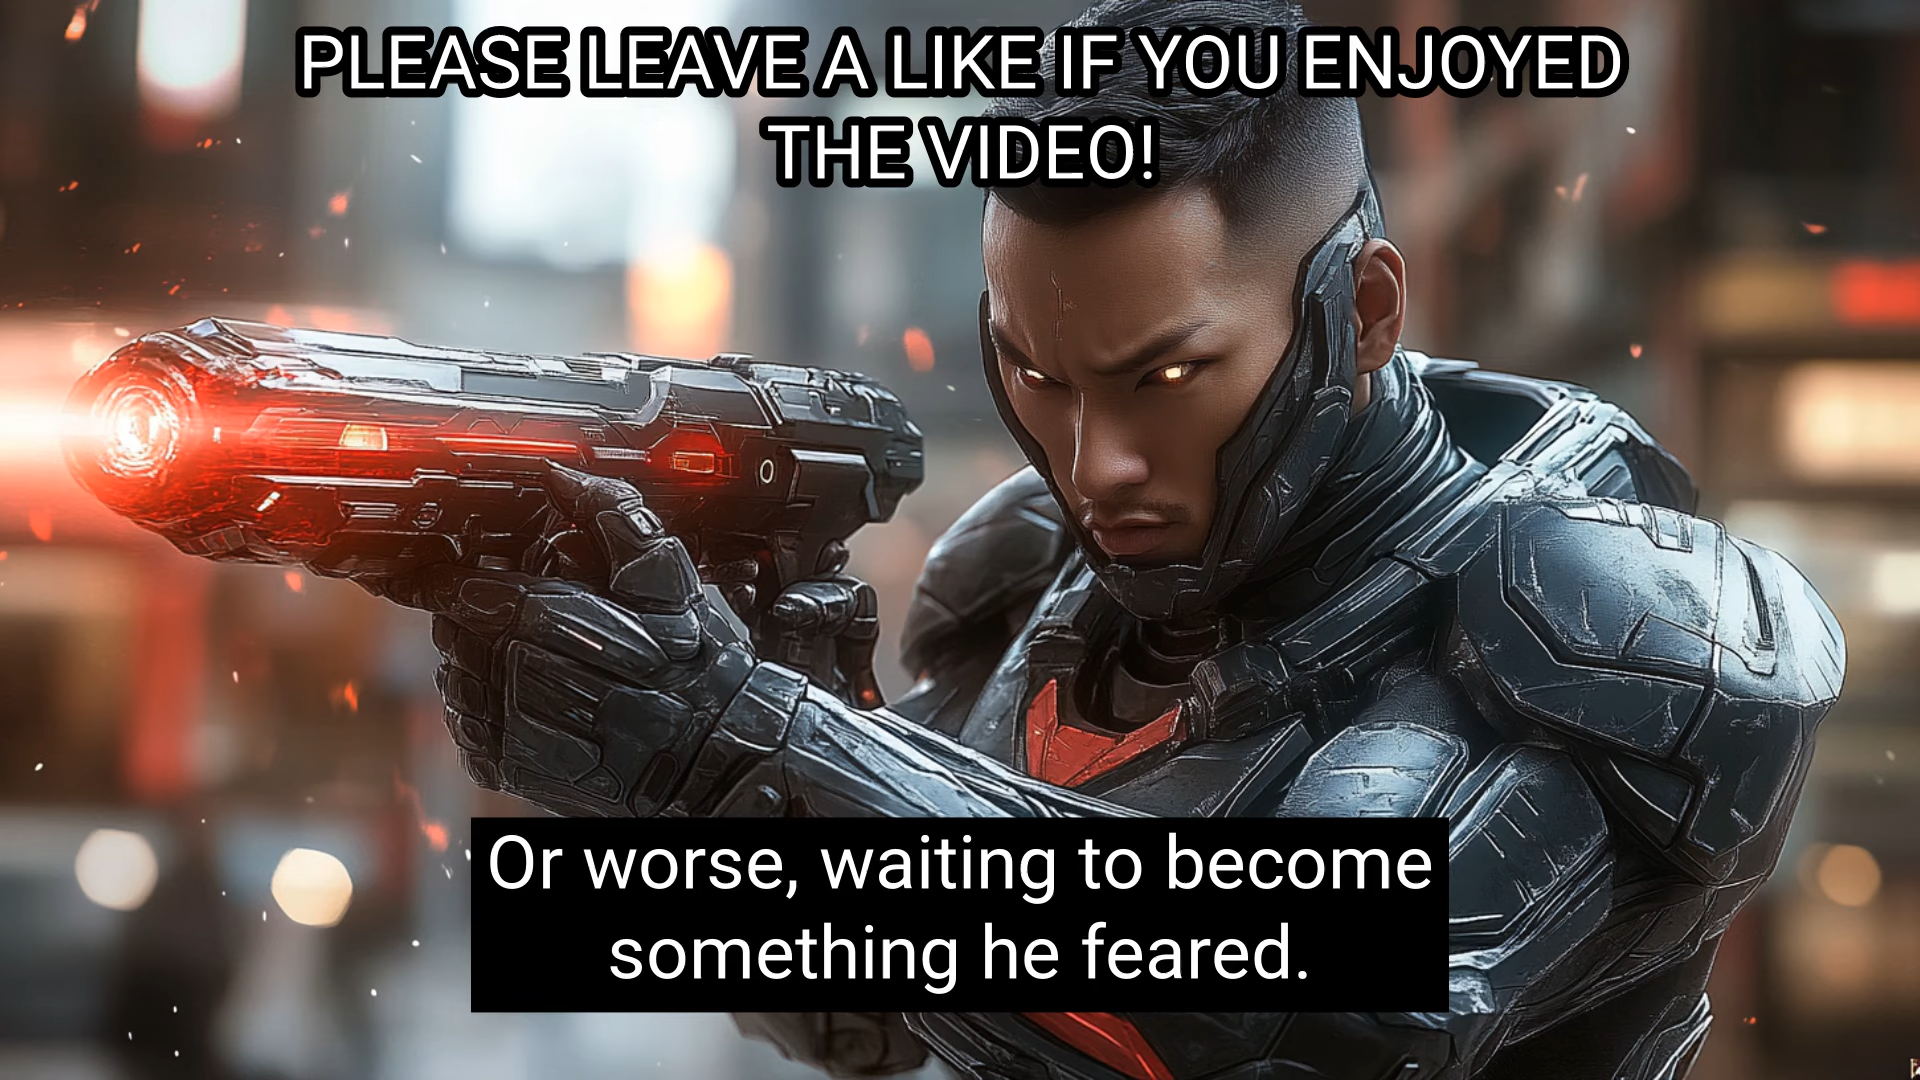 PLEASE LEAVE A LIKE IF YOU ENJOYED
THE VIDEO!
Or worse, waiting to become
something he feared.